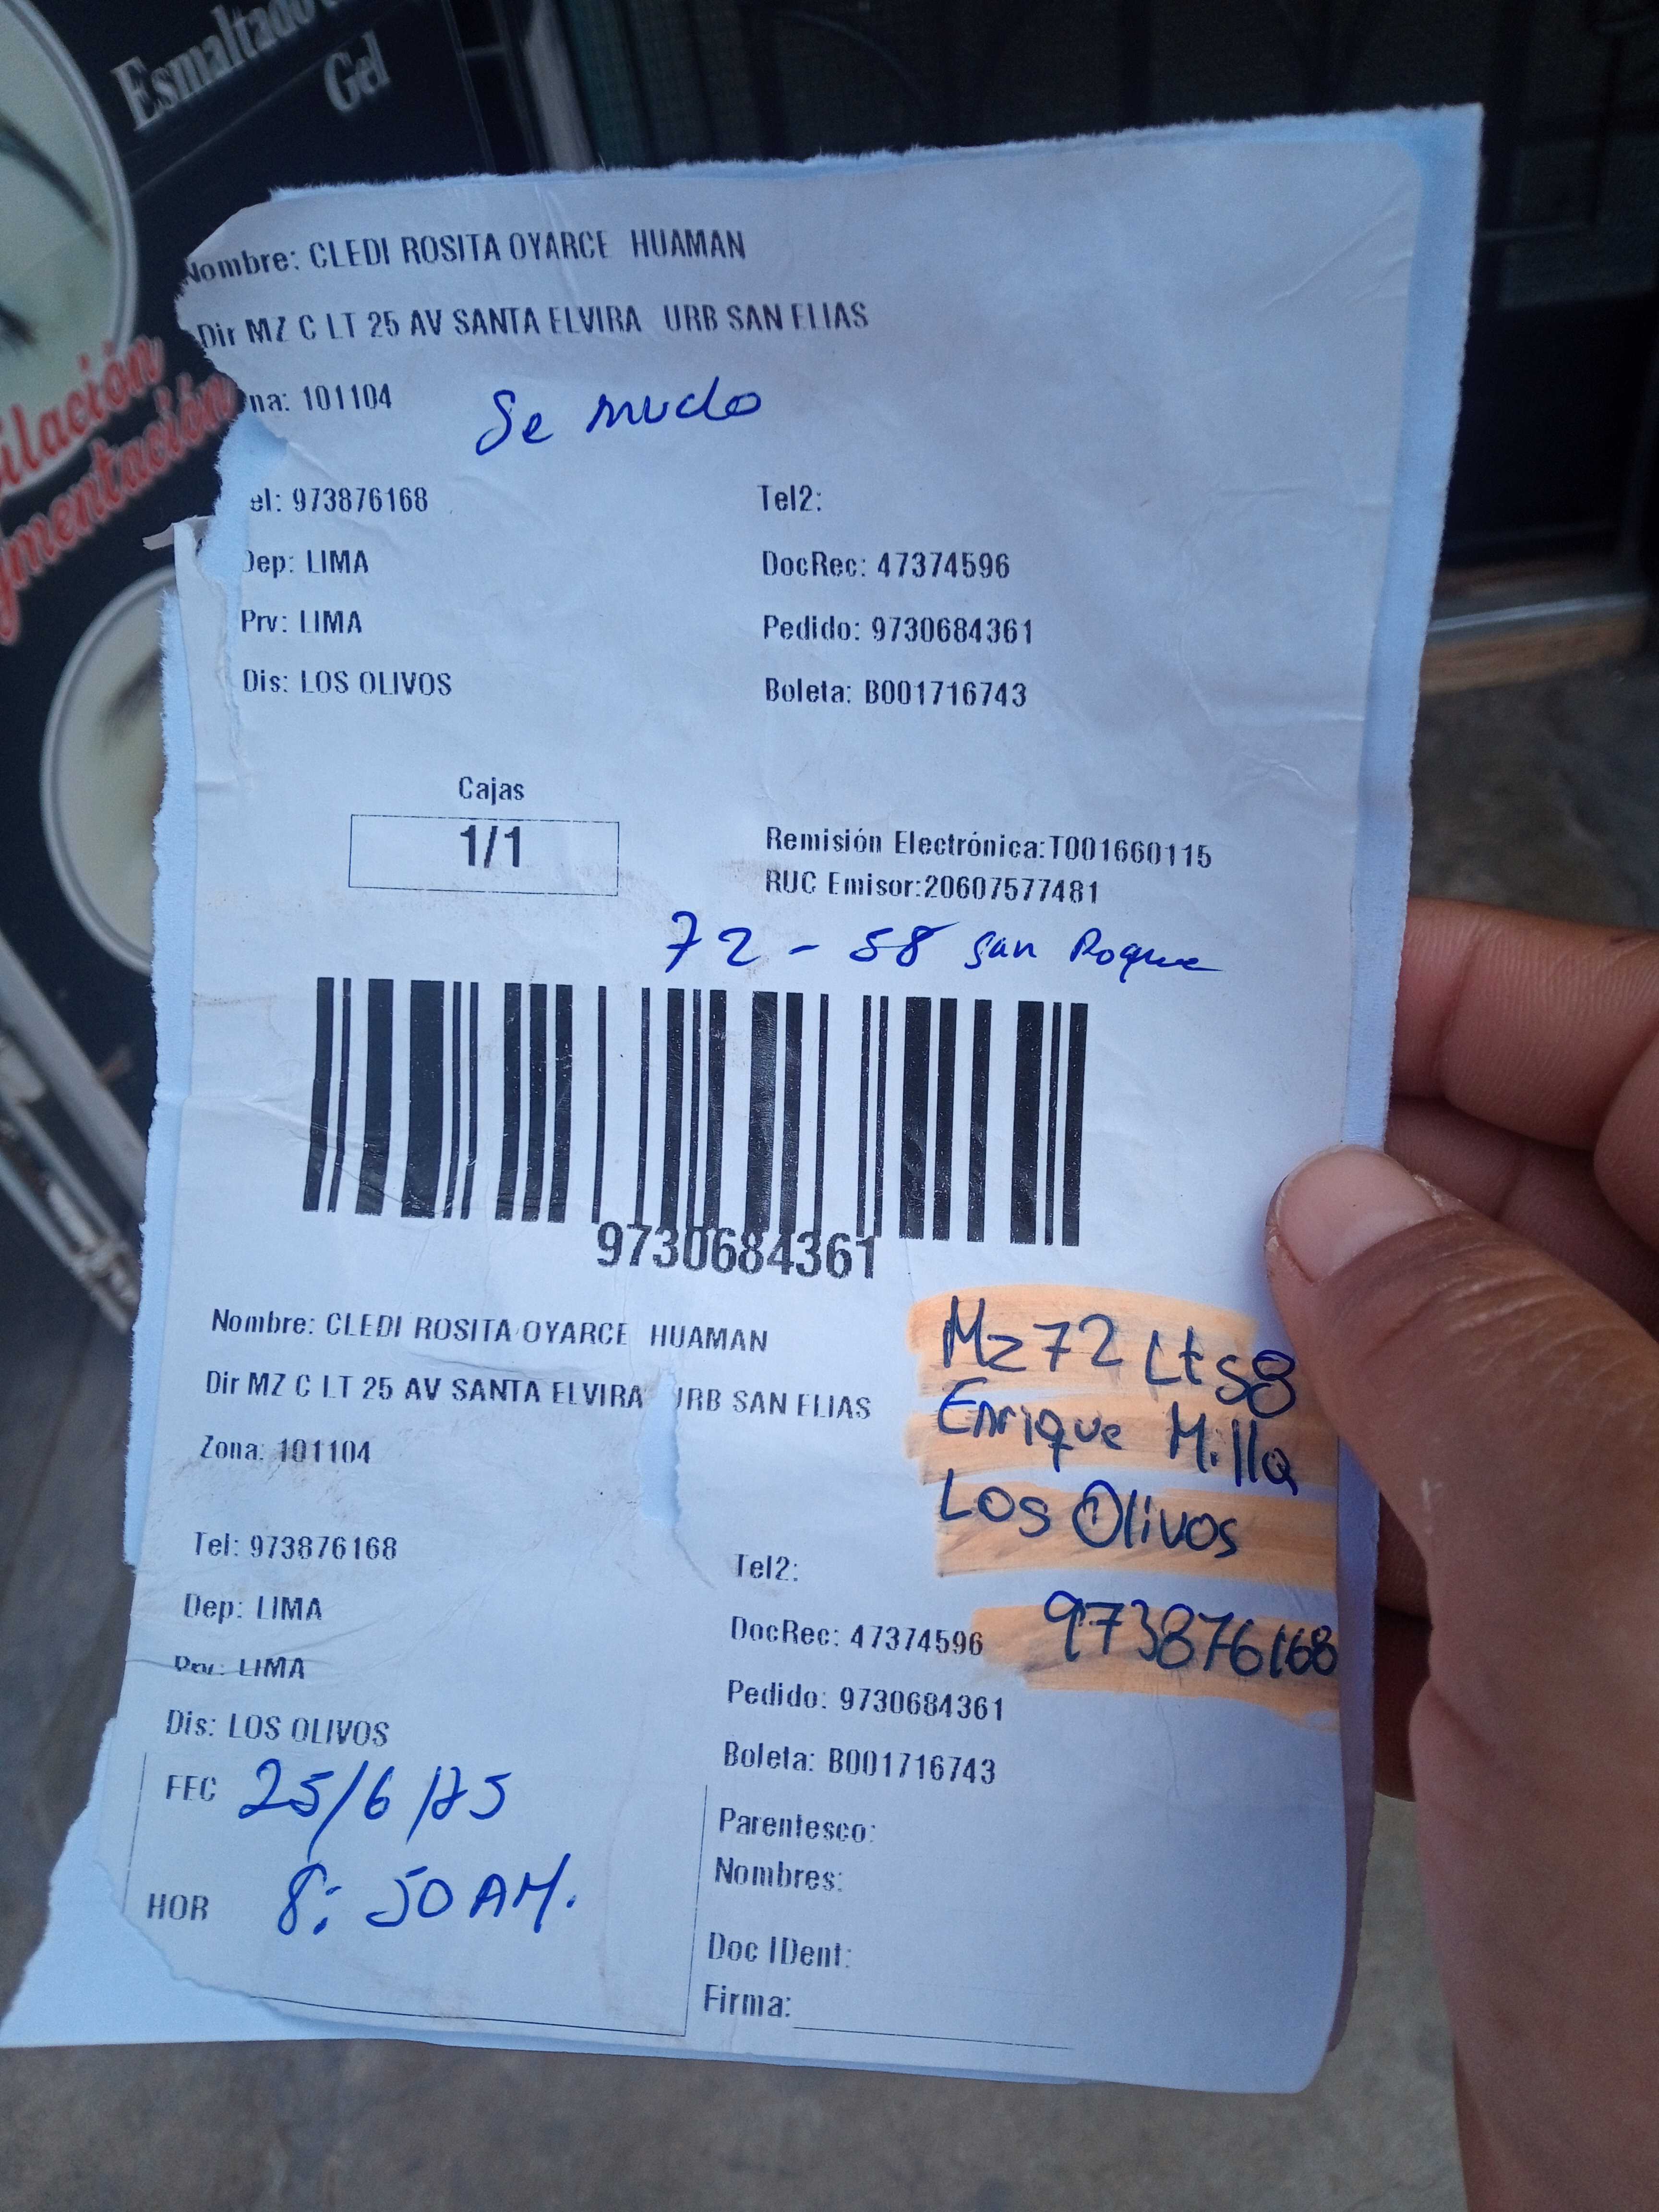 Esmaltado
Gel
Nombre: CLEDI ROSITA OYARCE HUAMAN
Dir MZ C LT 25 AV SANTA ELVIRA URB SAN ELIAS
na: 101104
Se mudo
el: 973876168 Tel2:
Dep: LIMA DocRec: 47374596
Prv: LIMA Pedido: 9730684361
Dis: LOS OLIVOS Boleta: B001716743
Cajas
1/1
Remisión Electrónica:T001660115
RUC Emisor:20607577481
72 - 58 San Roque
9730684361
Nombre: CLEDI ROSITA OYARCE HUAMAN
Dir MZ C LT 25 AV SANTA ELVIRA URB SAN ELIAS
Zona: 101104
Mz 72 Lt 58
Enrique Milla
Los Olivos
973876168
Tel: 973876168 Tel2:
Dep: LIMA DocRec: 47374596
Prv: LIMA Pedido: 9730684361
Dis: LOS OLIVOS Boleta: B001716743
FEC 25/6/25
HOR 8:50 AM.
Parentesco:
Nombres:
Doc IDent:
Firma: